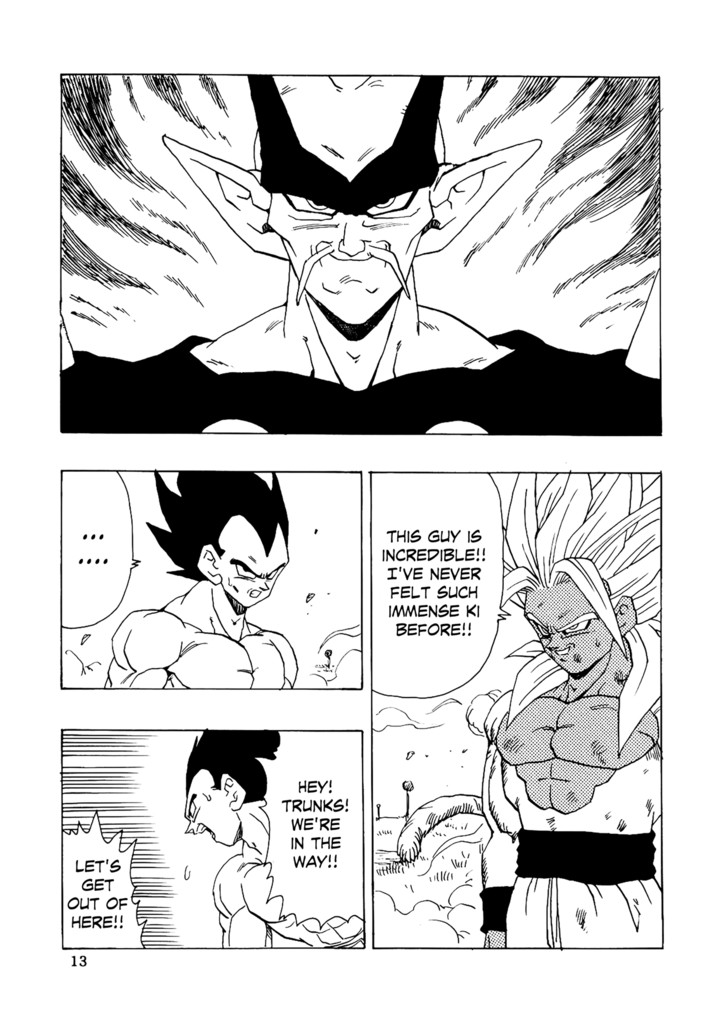 THIS GUY IS
INCREDIBLE!!
I'VE NEVER
FELT SUCH
IMMENSE KI
BEFORE!!
...
....
HEY!
TRUNKS!
WE'RE
IN THE
WAY!!
LET'S
GET
OUT OF
HERE!!
13